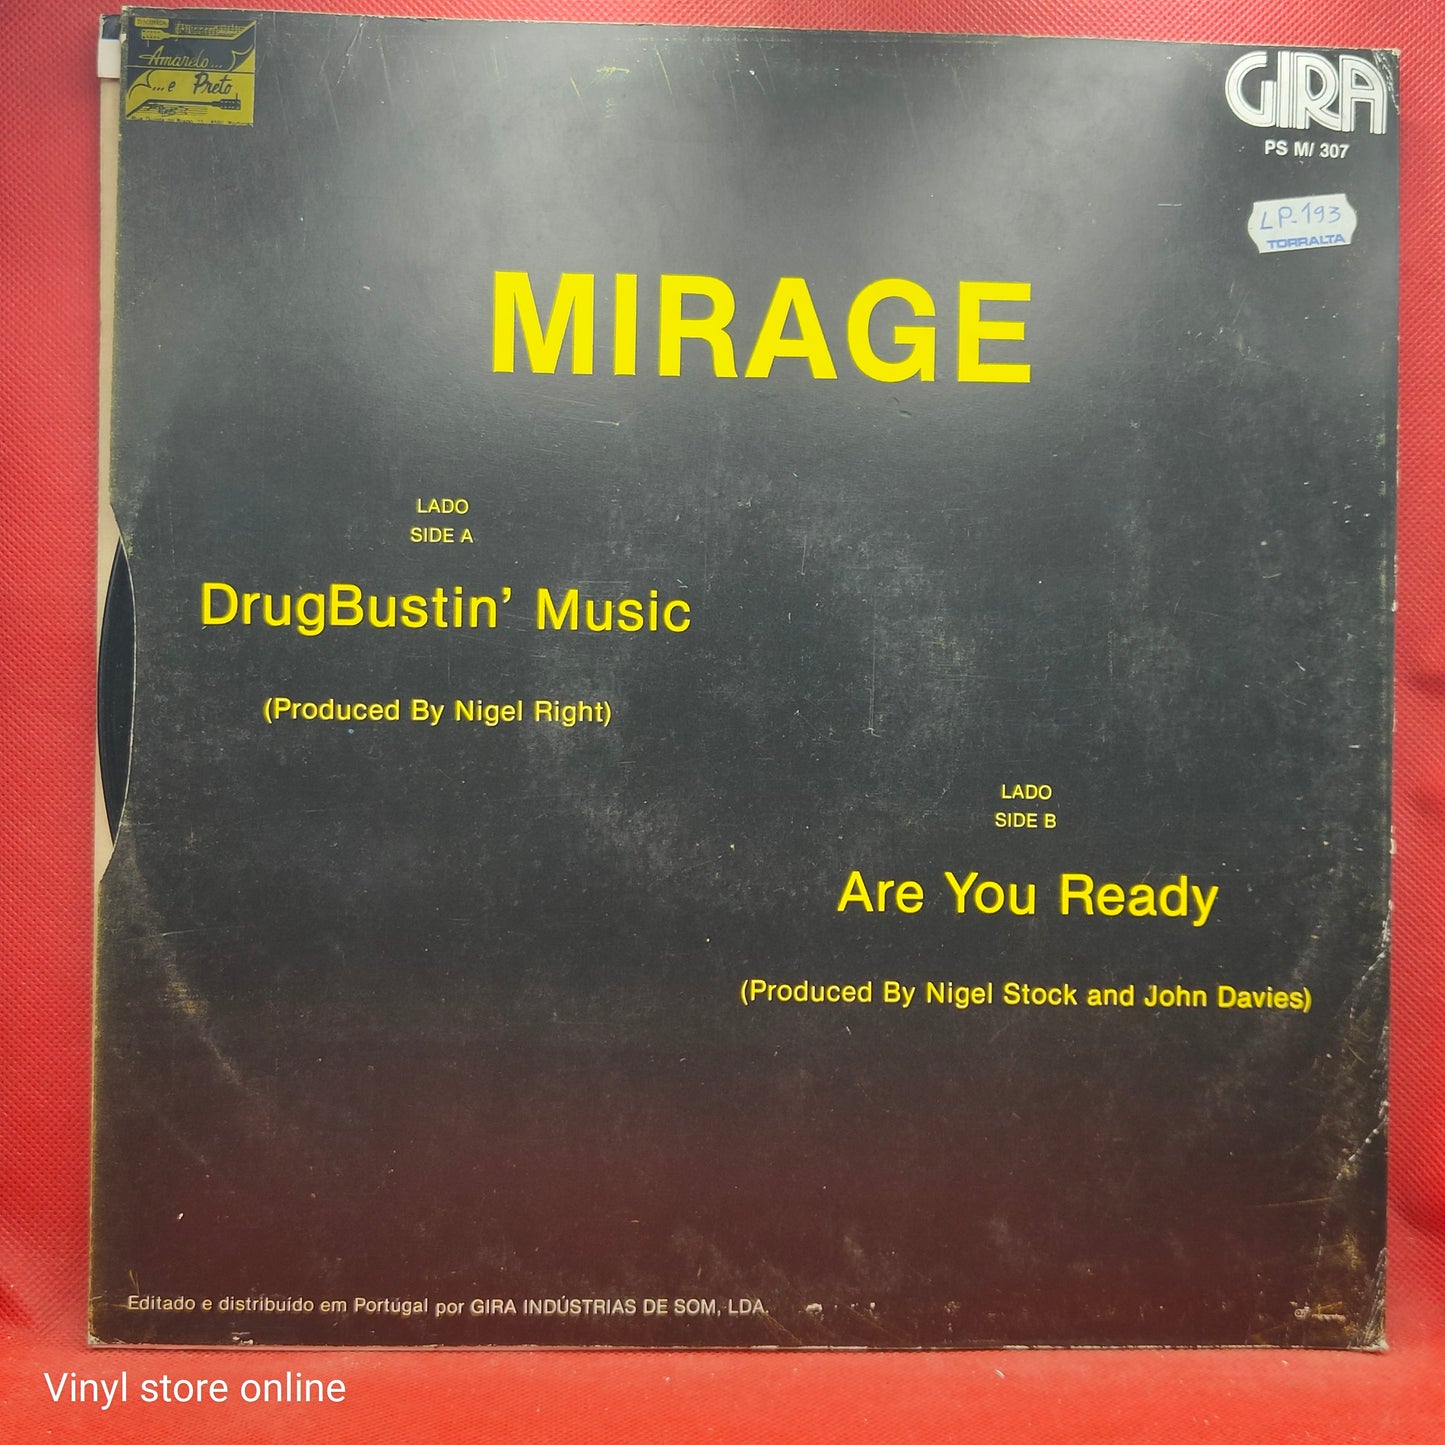 DISCOTECA
Amarelo...
...e Preto
GIRA
PS M/ 307
LP-193
TORRALTA
MIRAGE
LADO
SIDE A
DrugBustin' Music
(Produced By Nigel Right)
LADO
SIDE B
Are You Ready
(Produced By Nigel Stock and John Davies)
Editado e distribuído em Portugal por GIRA INDÚSTRIAS DE SOM, LDA.
Vinyl store online